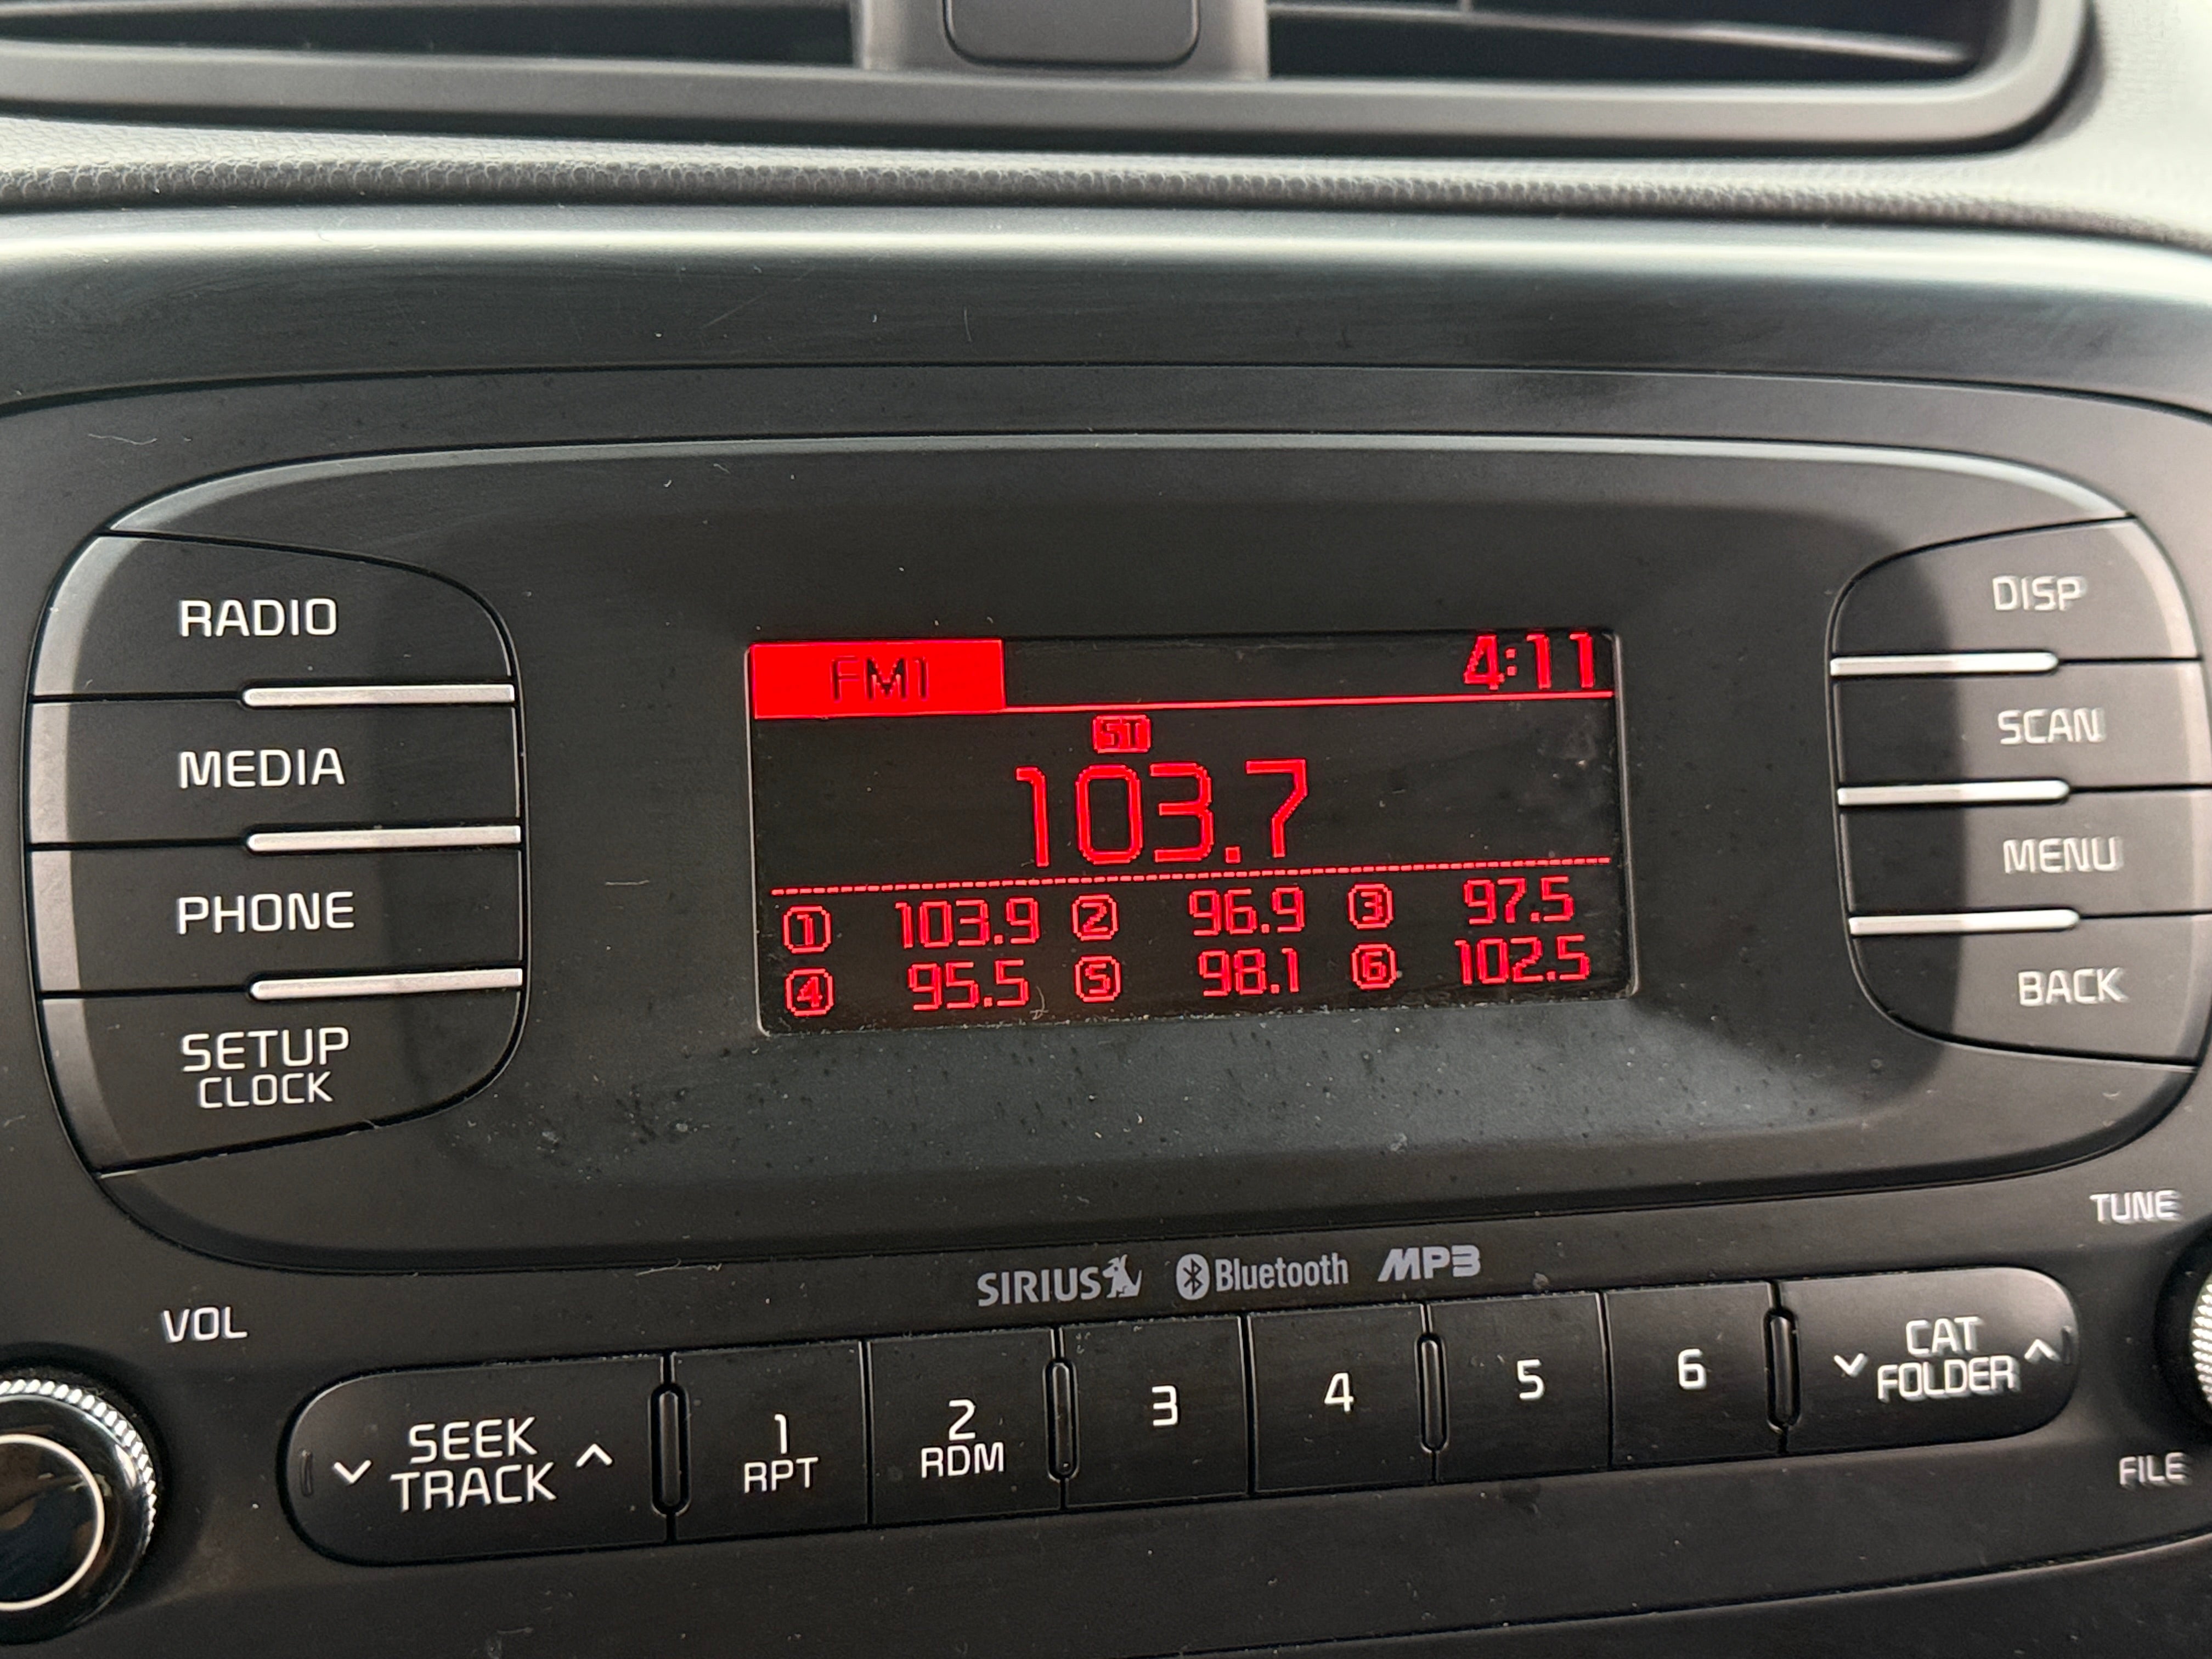 RADIO
MEDIA
PHONE
SETUP
CLOCK
FM1 4:11
ST
103.7
1 103.9 2 96.9 3 97.5
4 95.5 5 98.1 6 102.5
DISP
SCAN
MENU
BACK
TUNE
SIRIUS Bluetooth MP3
VOL
SEEK
TRACK
1
RPT
2
RDM
3
4
5
6
CAT
FOLDER
FILE